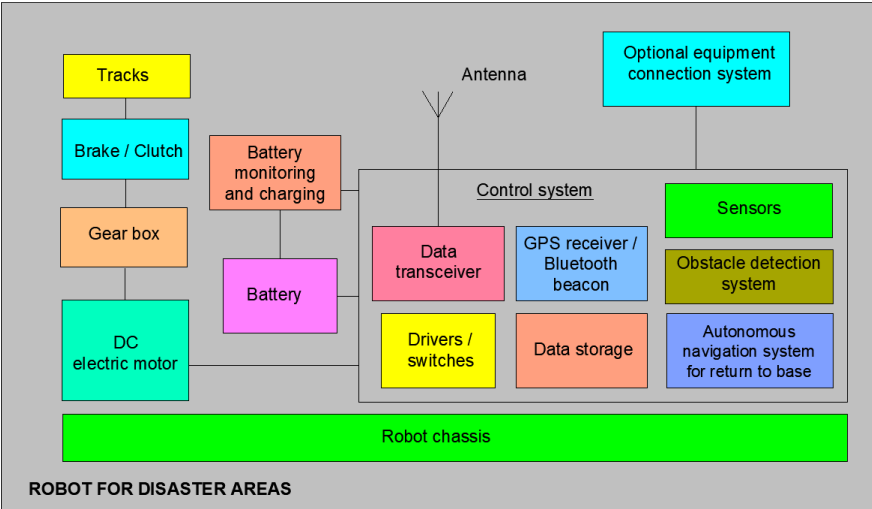 Tracks
Brake / Clutch
Gear box
DC
electric motor
Battery
monitoring
and charging
Battery
Antenna
Optional equipment
connection system
Control system
Data
transceiver
GPS receiver /
Bluetooth
beacon
Sensors
Obstacle detection
system
Drivers /
switches
Data storage
Autonomous
navigation system
for return to base
Robot chassis
ROBOT FOR DISASTER AREAS